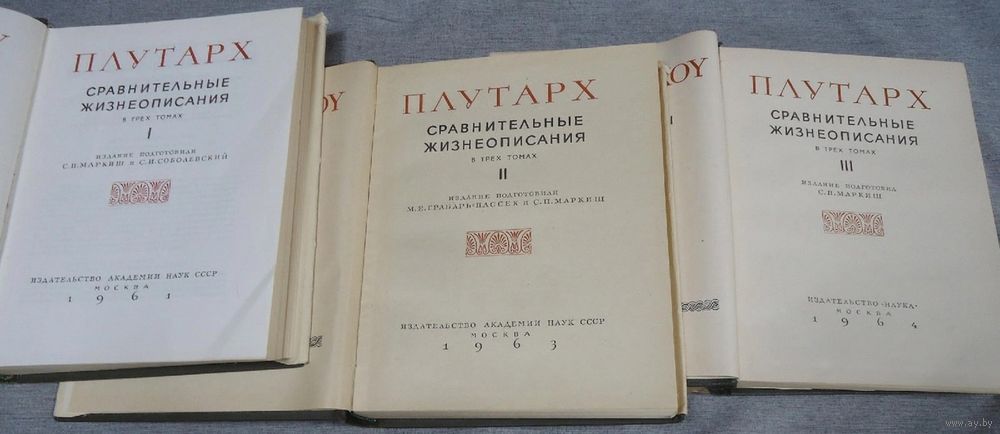 ПЛУТАРХ
СРАВНИТЕЛЬНЫЕ
ЖИЗНЕОПИСАНИЯ
В ТРЕХ ТОМАХ
I
ИЗДАНИЕ ПОДГОТОВИЛИ
С.П.МАРКИШ И С.И.СОБОЛЕВСКИЙ
ИЗДАТЕЛЬСТВО АКАДЕМИИ НАУК СССР
МОСКВА
1961
ΟΥ
ПЛУТАРХ
СРАВНИТЕЛЬНЫЕ
ЖИЗНЕОПИСАНИЯ
В ТРЕХ ТОМАХ
II
ИЗДАНИЕ ПОДГОТОВИЛИ
М.Е.ГРАБАРЬ-ПАССЕК И С.П.МАРКИШ
ИЗДАТЕЛЬСТВО АКАДЕМИИ НАУК СССР
МОСКВА
1963
ΟΥ
I
ПЛУТАРХ
СРАВНИТЕЛЬНЫЕ
ЖИЗНЕОПИСАНИЯ
В ТРЕХ ТОМАХ
III
ИЗДАНИЕ ПОДГОТОВИЛ
С.П.МАРКИШ
ИЗДАТЕЛЬСТВО «НАУКА»
МОСКВА
1964
www.ay.by